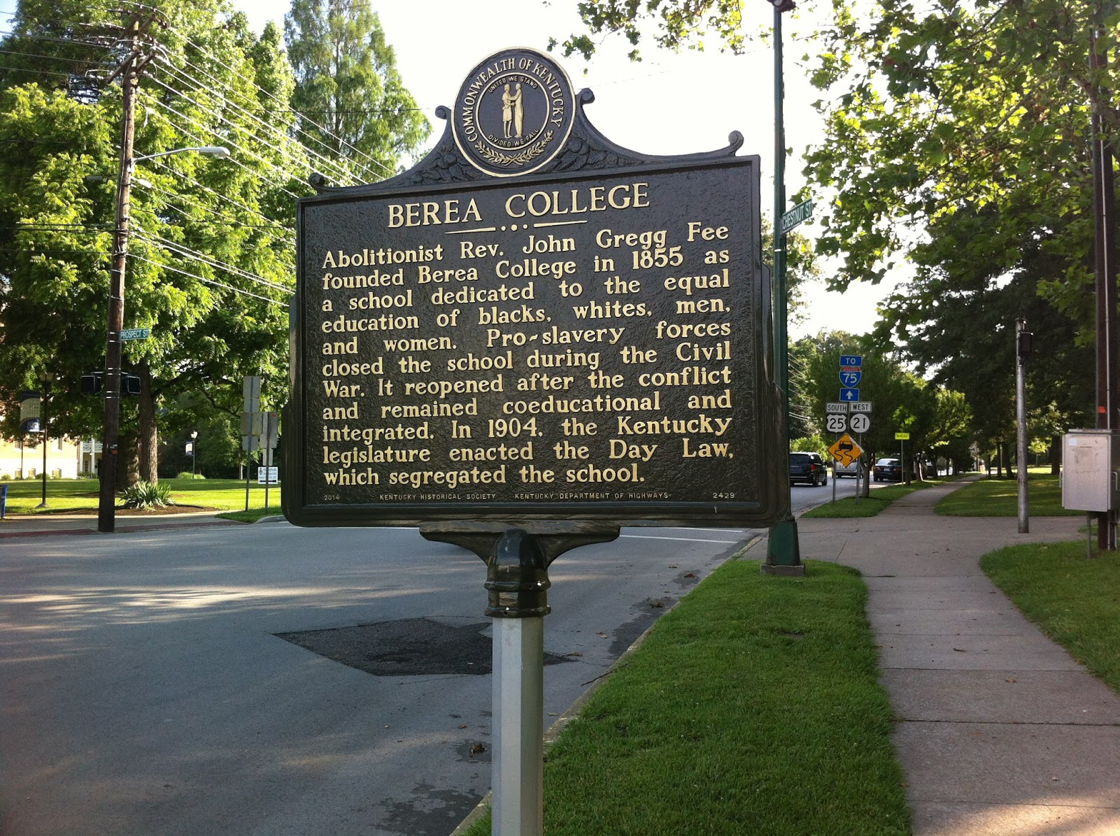 COMMONWEALTH OF KENTUCKY
UNITED WE STAND
DIVIDED WE FALL
BEREA COLLEGE
Abolitionist Rev. John Gregg Fee
founded Berea College in 1855 as
a school dedicated to the equal
education of blacks, whites, men,
and women. Pro-slavery forces
closed the school during the Civil
War. It reopened after the conflict
and remained coeducational and
integrated. In 1904, the Kentucky
legislature enacted the Day Law,
which segregated the school.
2014 KENTUCKY HISTORICAL SOCIETY KENTUCKY DEPARTMENT OF HIGHWAYS 2429
CHESTNUT ST
PROSPECT ST
TO
75
SOUTH WEST
25 21